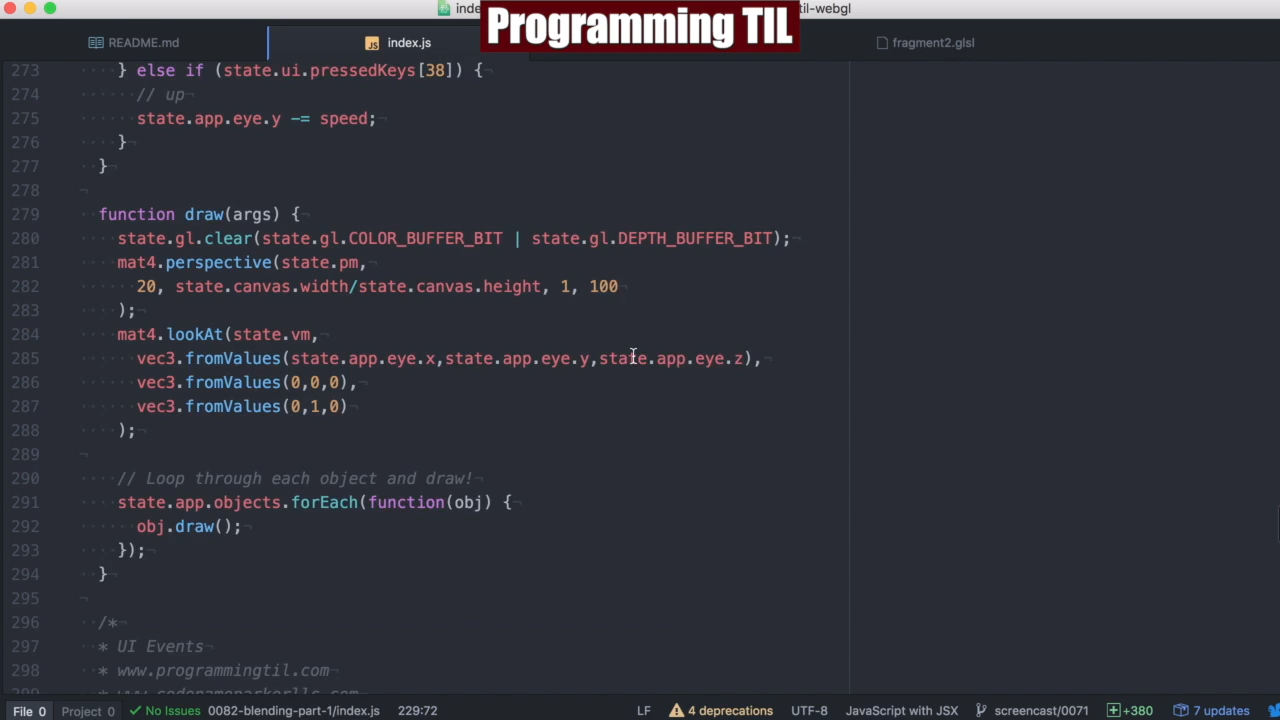 inde
Programming TIL
til-webgl
README.md
index.js
fragment2.glsl
273 } else if (state.ui.pressedKeys[38]) {
274 // up
275 state.app.eye.y -= speed;
276 }
277 }
278
279 function draw(args) {
280 state.gl.clear(state.gl.COLOR_BUFFER_BIT | state.gl.DEPTH_BUFFER_BIT);
281 mat4.perspective(state.pm,
282 20, state.canvas.width/state.canvas.height, 1, 100
283 );
284 mat4.lookAt(state.vm,
285 vec3.fromValues(state.app.eye.x,state.app.eye.y,state.app.eye.z),
286 vec3.fromValues(0,0,0),
287 vec3.fromValues(0,1,0)
288 );
289
290 // Loop through each object and draw!
291 state.app.objects.forEach(function(obj) {
292 obj.draw();
293 });
294 }
295
296 /*
297 * UI Events
298 * www.programmingtil.com
299 * www.codenameparkerllc.com
File 0 Project 0 No Issues 0082-blending-part-1/index.js 229:72 LF 4 deprecations UTF-8 JavaScript with JSX screencast/0071 +380 7 updates